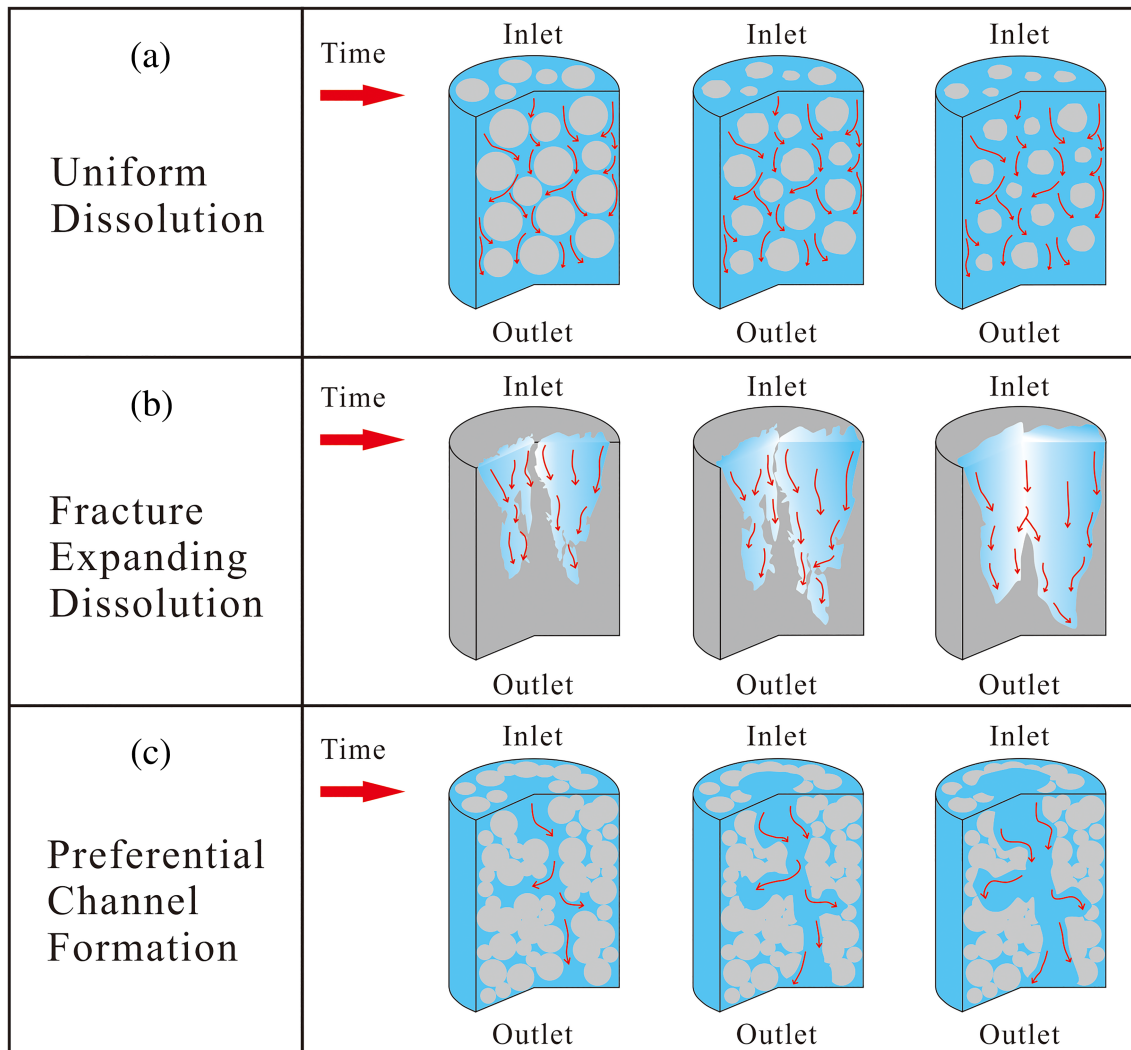 (a)
Uniform
Dissolution
Time
Inlet
Inlet
Inlet
Outlet
Outlet
Outlet
(b)
Fracture
Expanding
Dissolution
Time
Inlet
Inlet
Inlet
Outlet
Outlet
Outlet
(c)
Preferential
Channel
Formation
Time
Inlet
Inlet
Inlet
Outlet
Outlet
Outlet